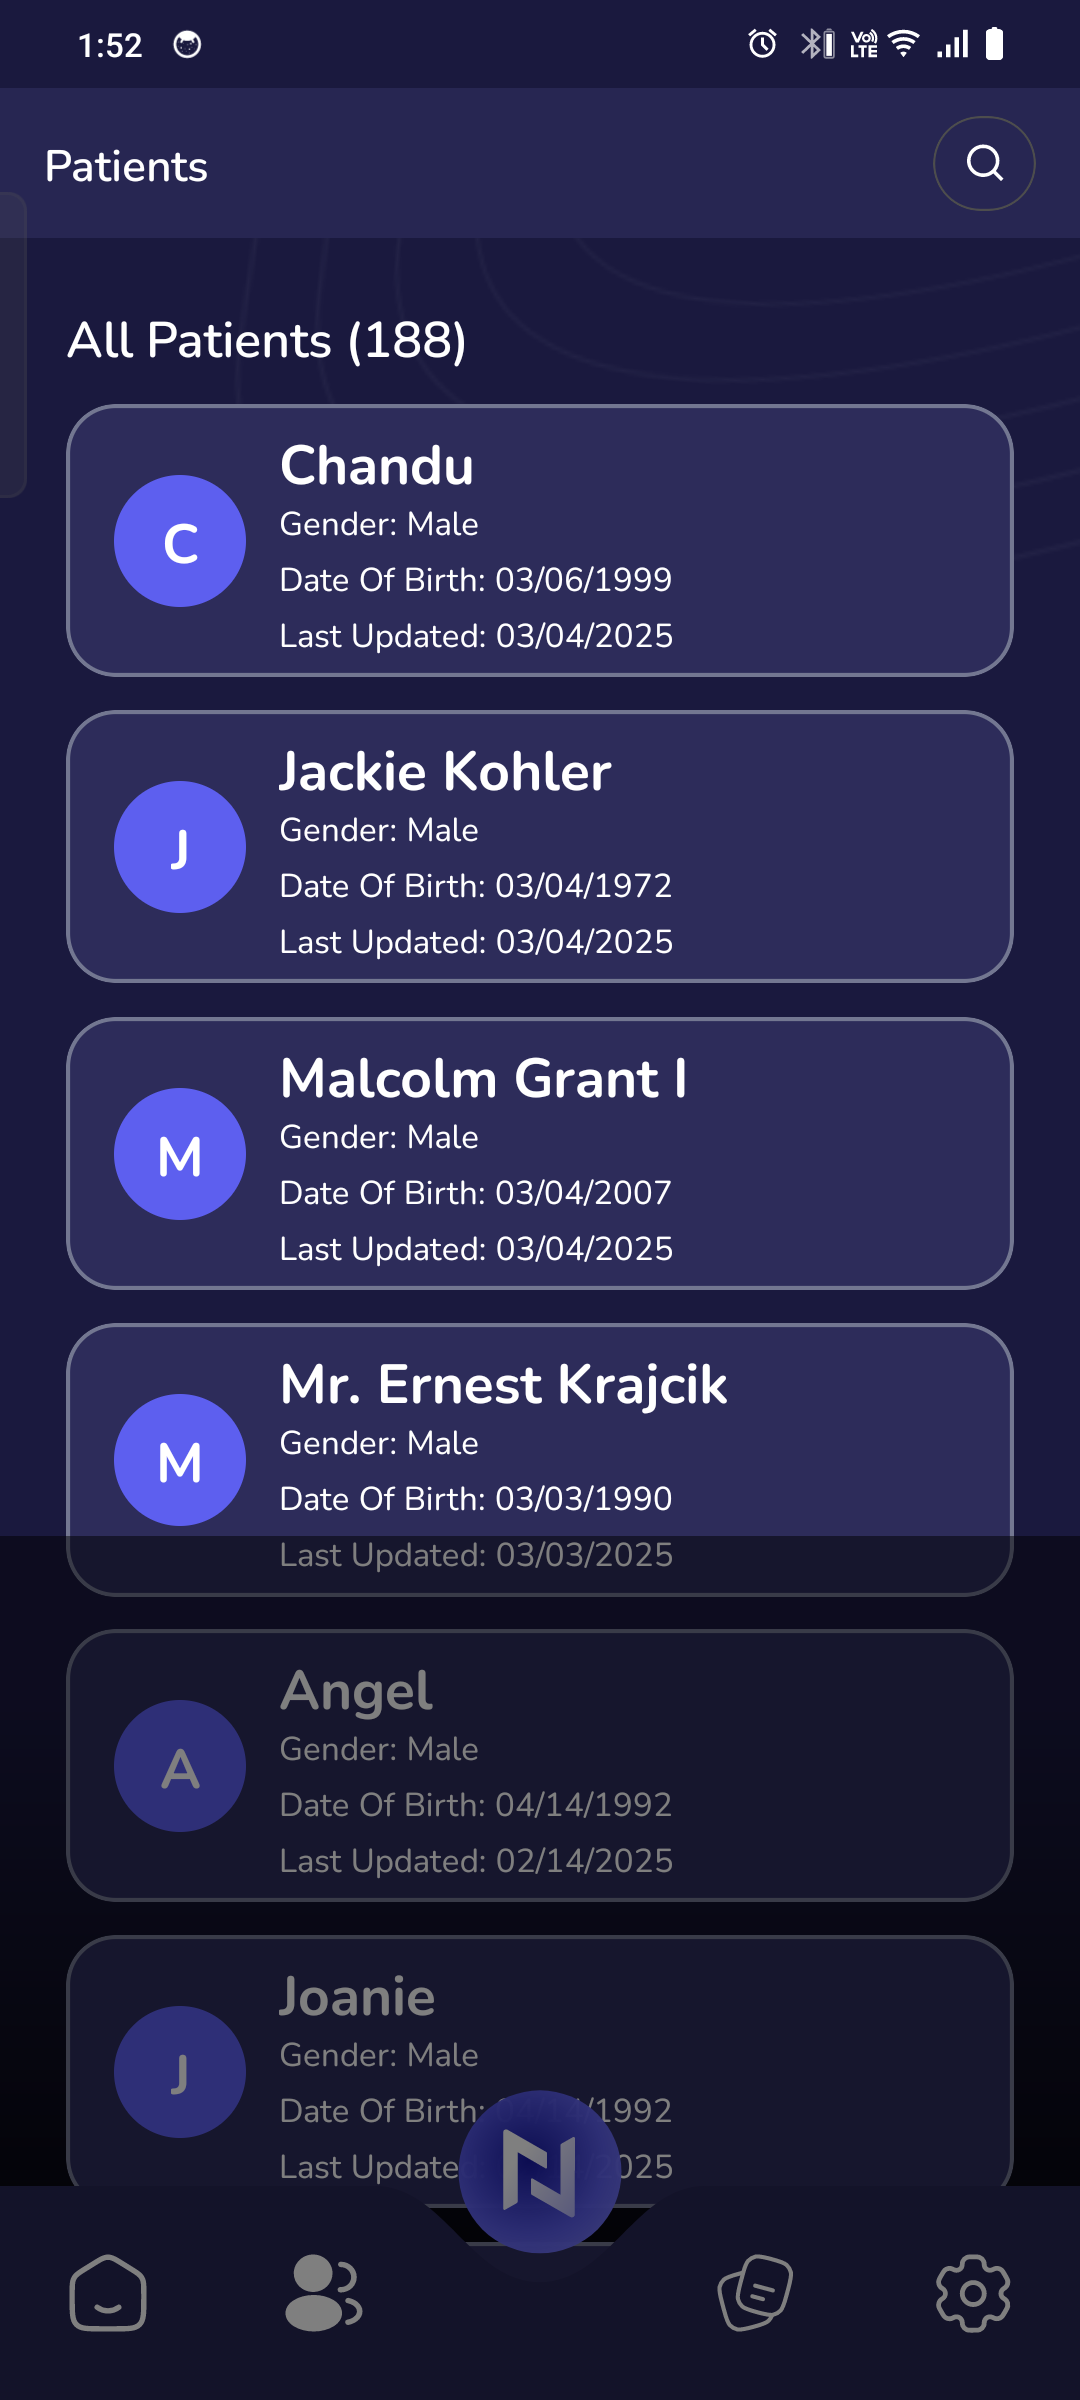 1:52
Vo)) LTE
Patients
All Patients (188)
C
Chandu
Gender: Male
Date Of Birth: 03/06/1999
Last Updated: 03/04/2025
J
Jackie Kohler
Gender: Male
Date Of Birth: 03/04/1972
Last Updated: 03/04/2025
M
Malcolm Grant I
Gender: Male
Date Of Birth: 03/04/2007
Last Updated: 03/04/2025
M
Mr. Ernest Krajcik
Gender: Male
Date Of Birth: 03/03/1990
Last Updated: 03/03/2025
A
Angel
Gender: Male
Date Of Birth: 04/14/1992
Last Updated: 02/14/2025
J
Joanie
Gender: Male
Date Of Birth: /1992
Last Update 2025
N